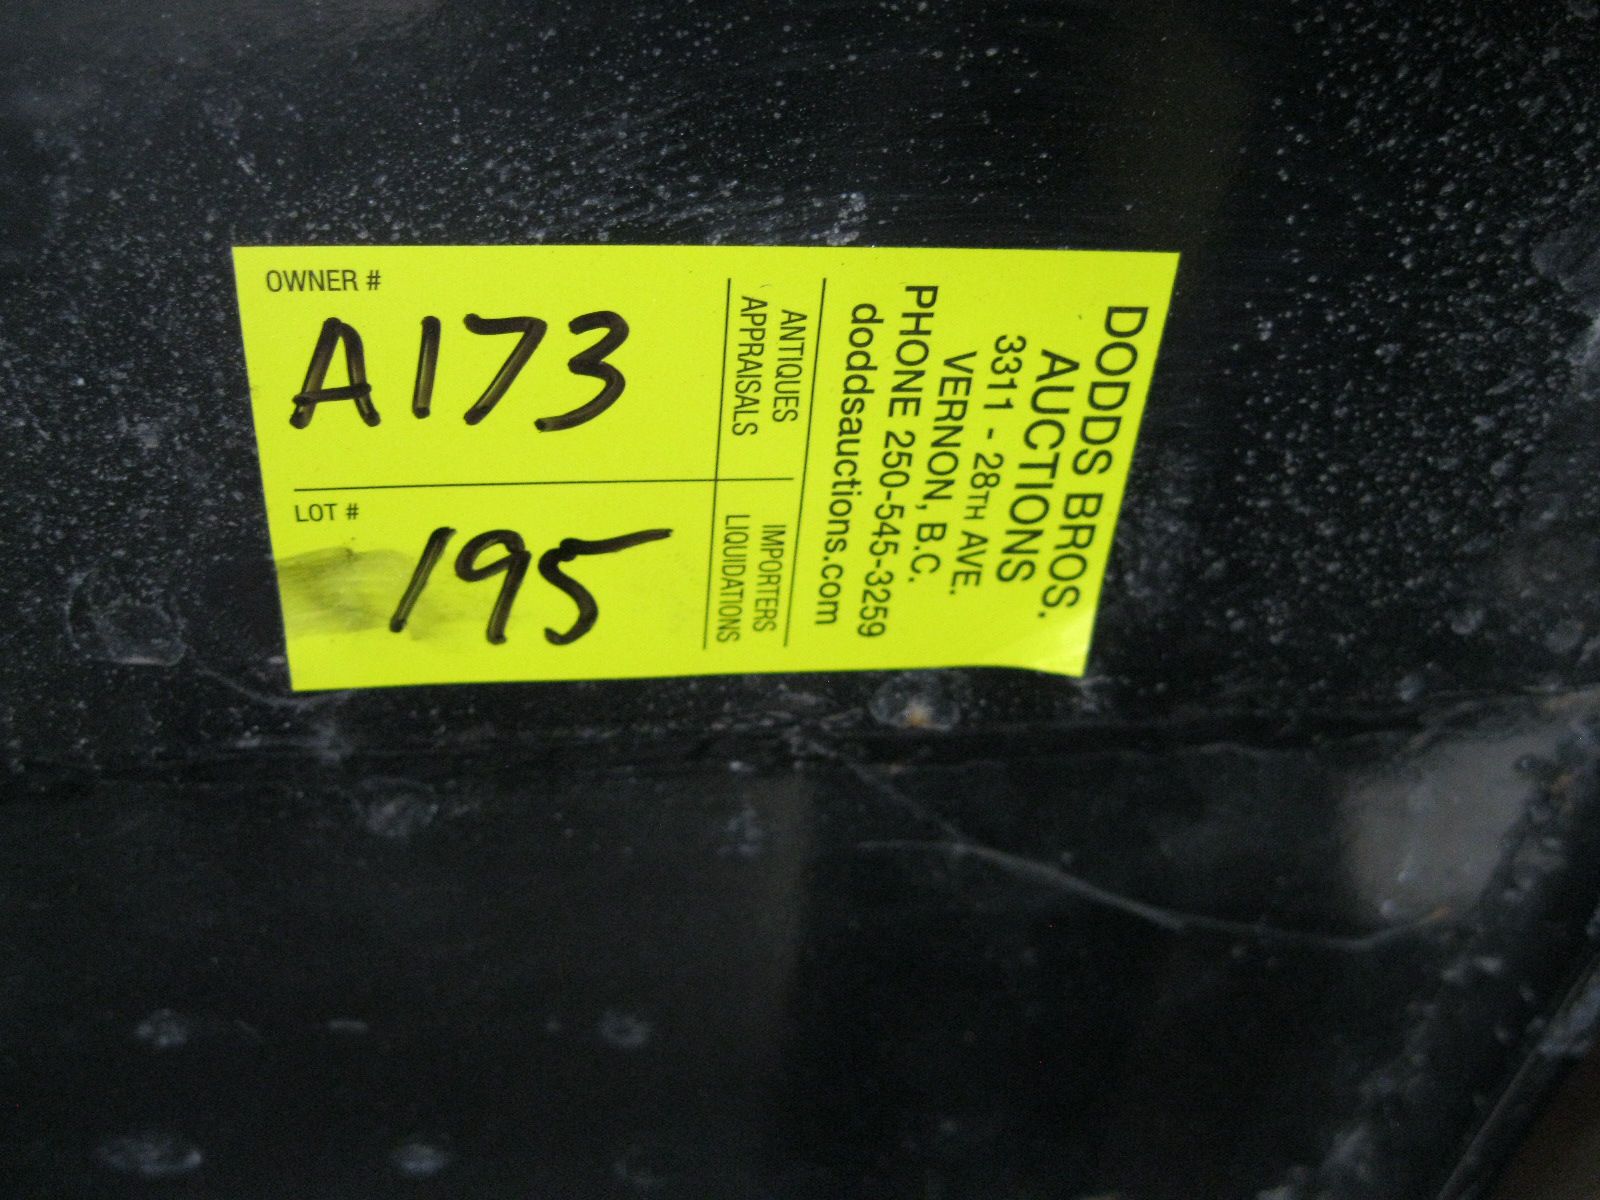 OWNER #
A173
LOT #
195
ANTIQUES
APPRAISALS
IMPORTERS
LIQUIDATIONS
DODDS BROS.
AUCTIONS
3311 - 28TH AVE.
VERNON, B.C.
PHONE 250-545-3259
doddsauctions.com